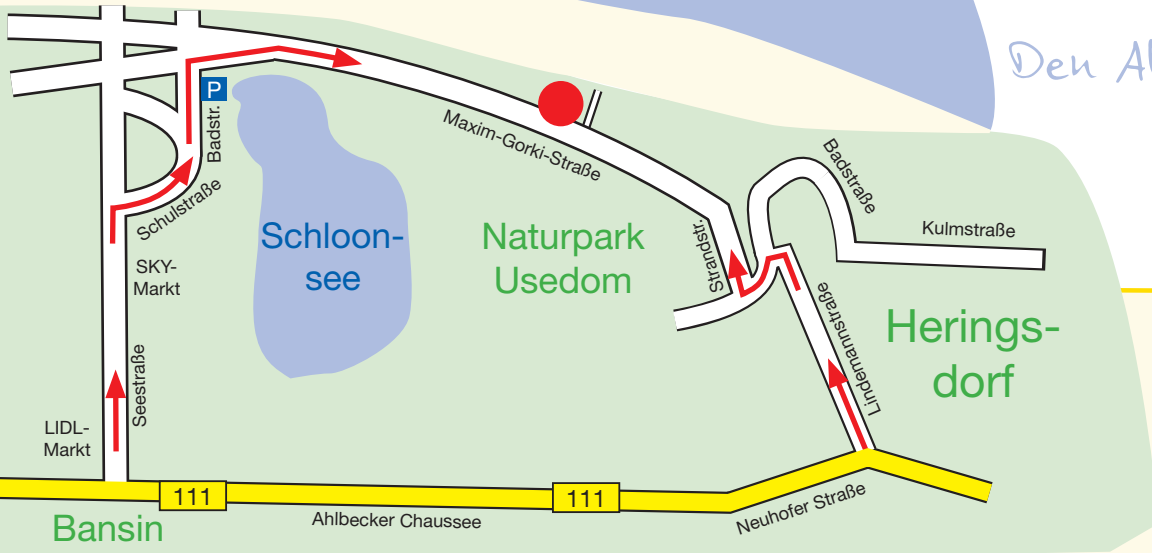 Den A
P
Badstr.
Maxim-Gorki-Straße
Badstraße
Schulstraße
Kulmstraße
Schloon-
see
Naturpark
Usedom
Strandstr.
SKY-
Markt
Lindemannstraße
Herings-
dorf
Seestraße
LIDL-
Markt
111
111
Ahlbecker Chaussee
Neuhofer Straße
Bansin